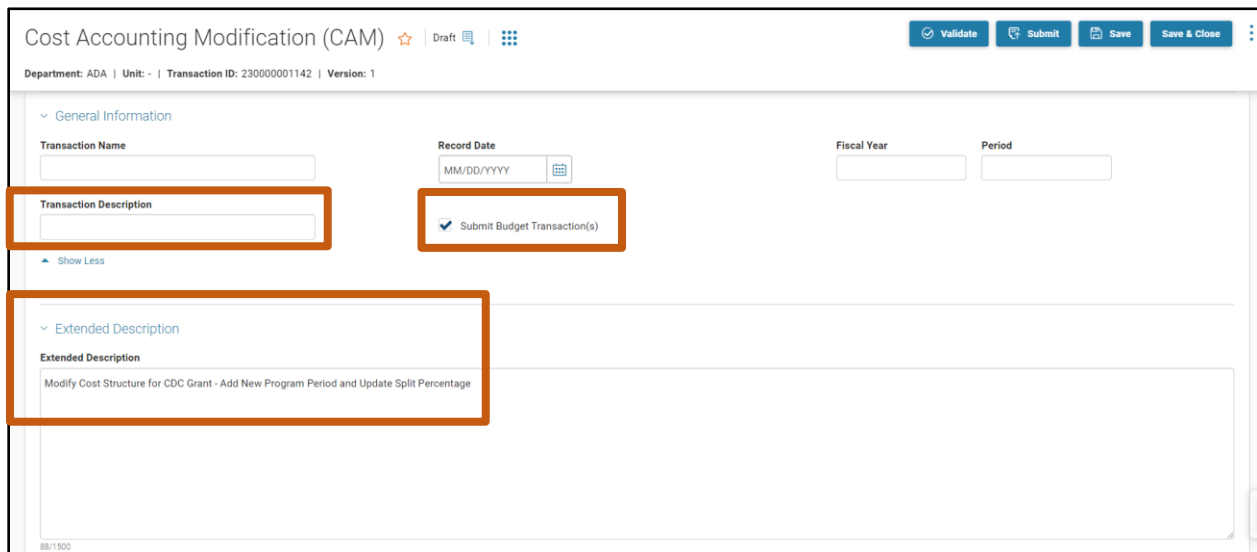 Cost Accounting Modification (CAM) Draft
Validate Submit Save Save & Close
Department: ADA | Unit: - | Transaction ID: 230000001142 | Version: 1
General Information
Transaction Name Record Date Fiscal Year Period
MM/DD/YYYY
Transaction Description
Submit Budget Transaction(s)
Show Less
Extended Description
Extended Description
Modify Cost Structure for CDC Grant - Add New Program Period and Update Split Percentage
88/1500